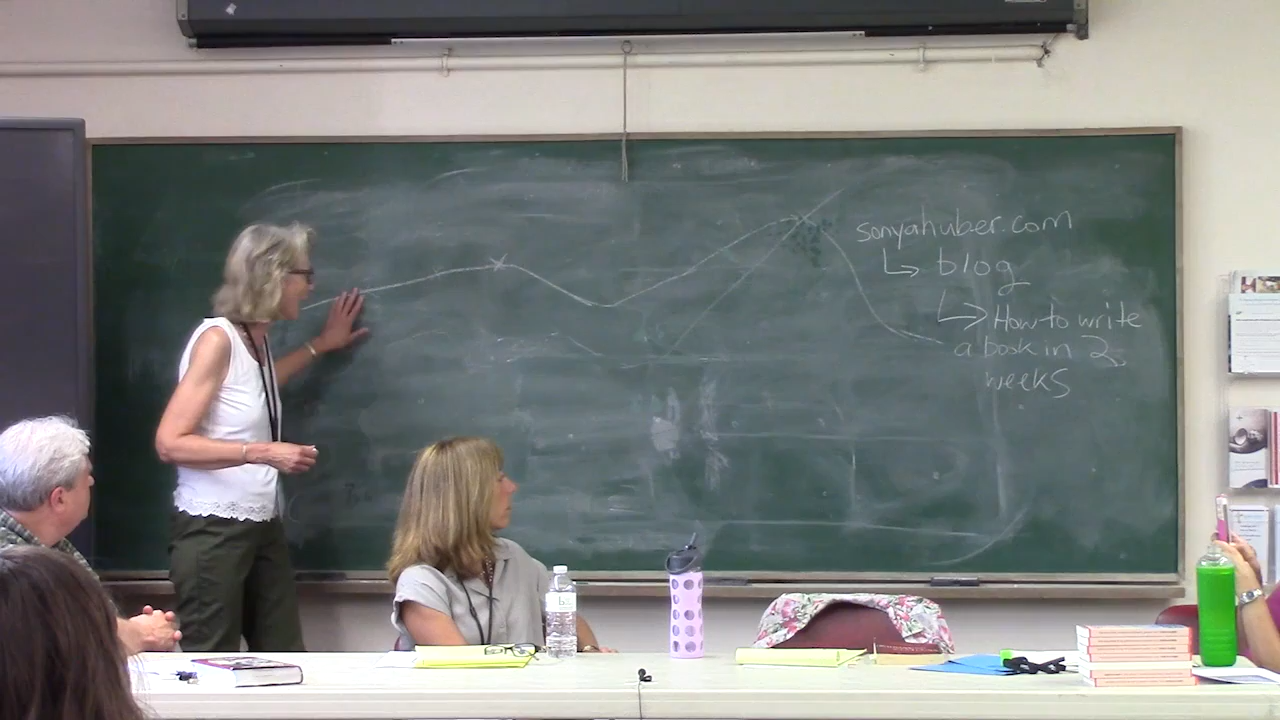 sonyahuber.com
↳ blog
↳ How to write
a book in 2
weeks